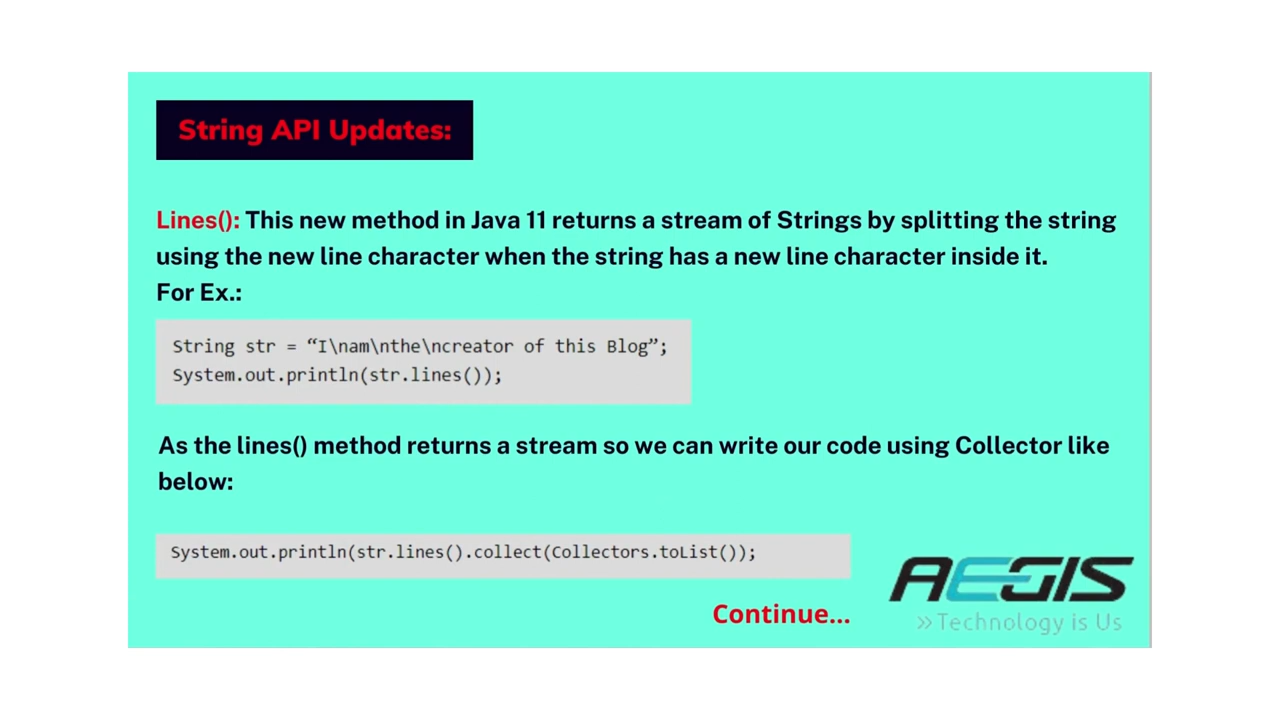 String API Updates:
Lines(): This new method in Java 11 returns a stream of Strings by splitting the string
using the new line character when the string has a new line character inside it.
For Ex.:
String str = “I\nam\nthe\ncreator of this Blog”;
System.out.println(str.lines());
As the lines() method returns a stream so we can write our code using Collector like
below:
System.out.println(str.lines().collect(Collectors.toList());
Continue...
AEGIS
»Technology is Us